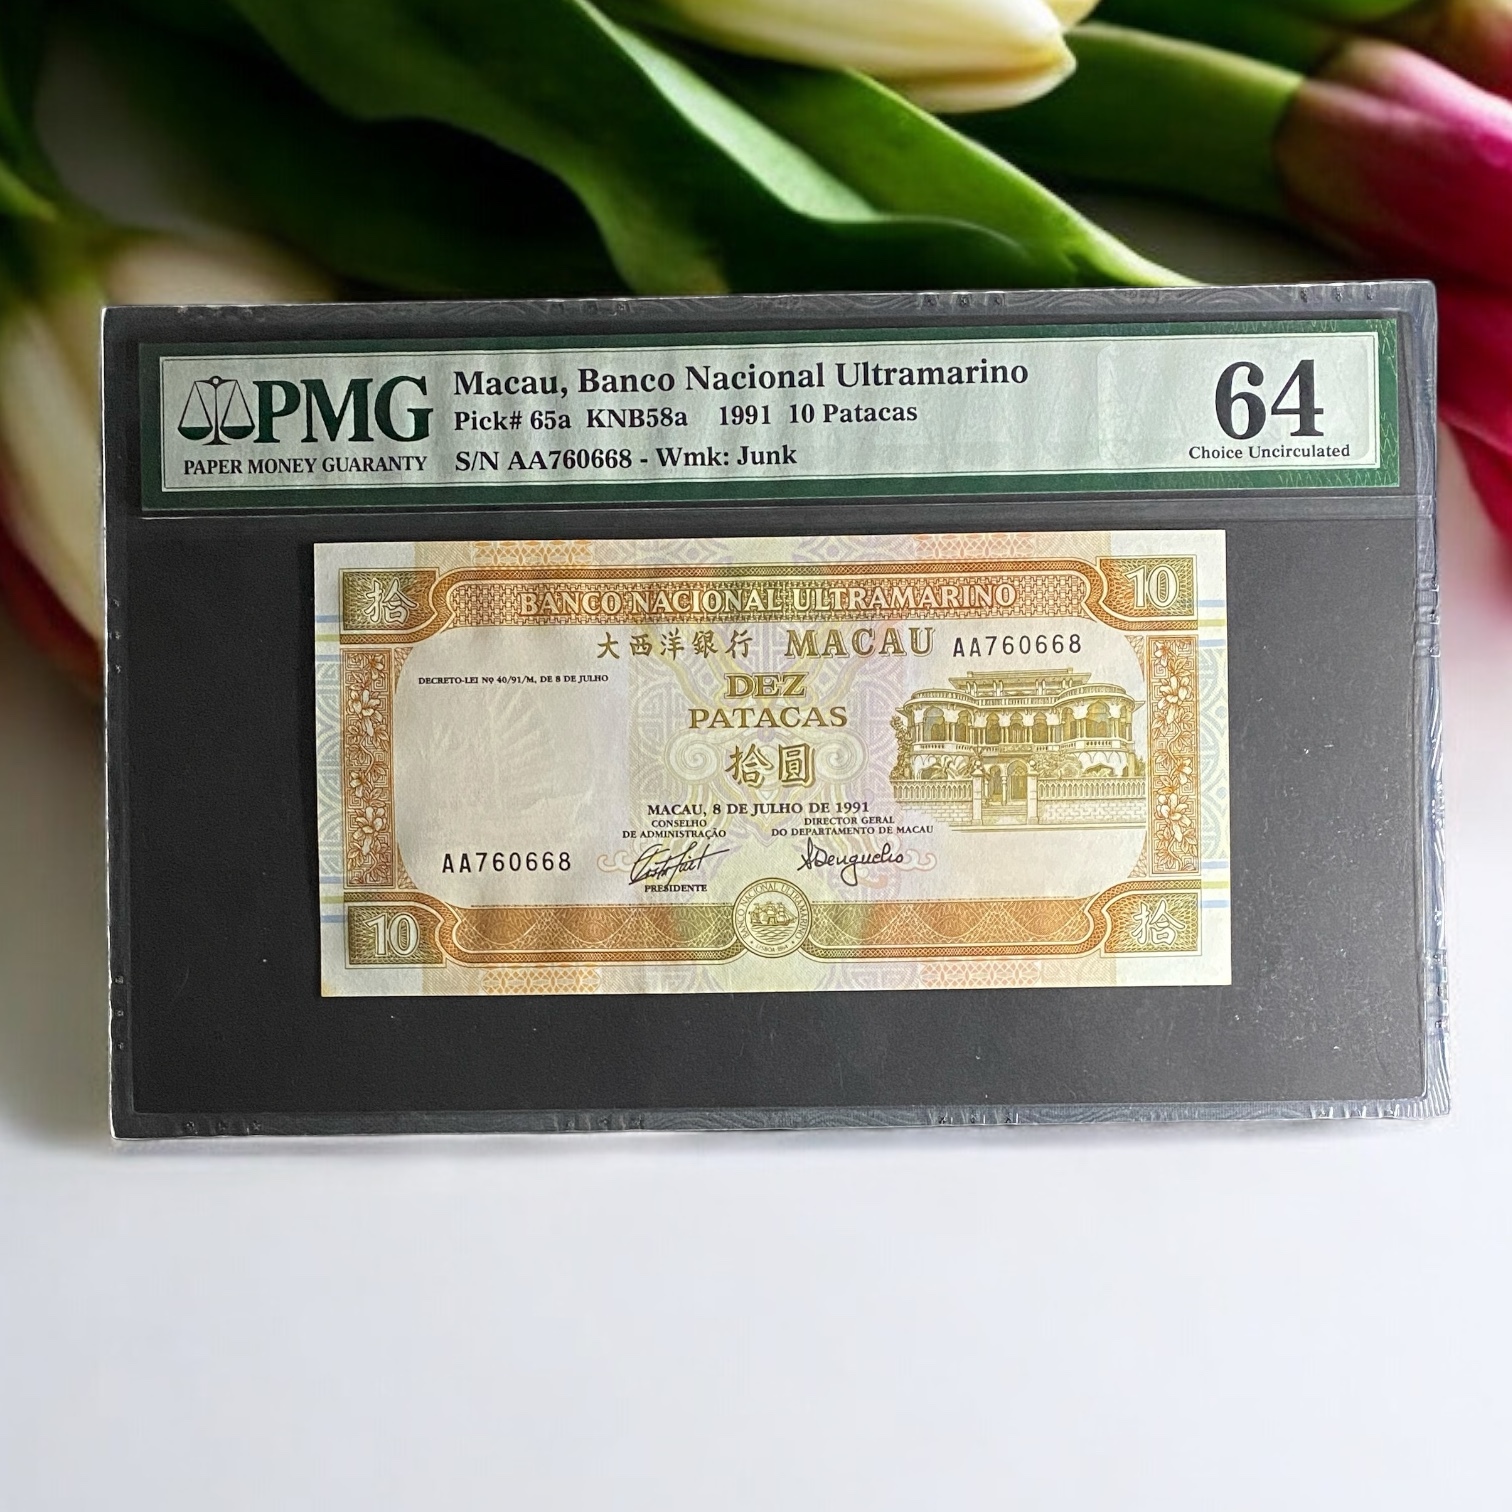 PMG
PAPER MONEY GUARANTY
Macau, Banco Nacional Ultramarino
Pick# 65a KNB58a 1991 10 Patacas
S/N AA760668 - Wmk: Junk
64
Choice Uncirculated
拾
BANCO NACIONAL ULTRAMARINO
10
大西洋銀行 MACAU AA760668
DECRETO-LEI Nº 40/91/M, DE 8 DE JULHO
DEZ
PATACAS
拾圓
MACAU, 8 DE JULHO DE 1991
CONSELHO
DE ADMINISTRAÇÃO
DIRECTOR GERAL
DO DEPARTAMENTO DE MACAU
AA760668
PRESIDENTE
10
BANCO NACIONAL ULTRAMARINO
拾